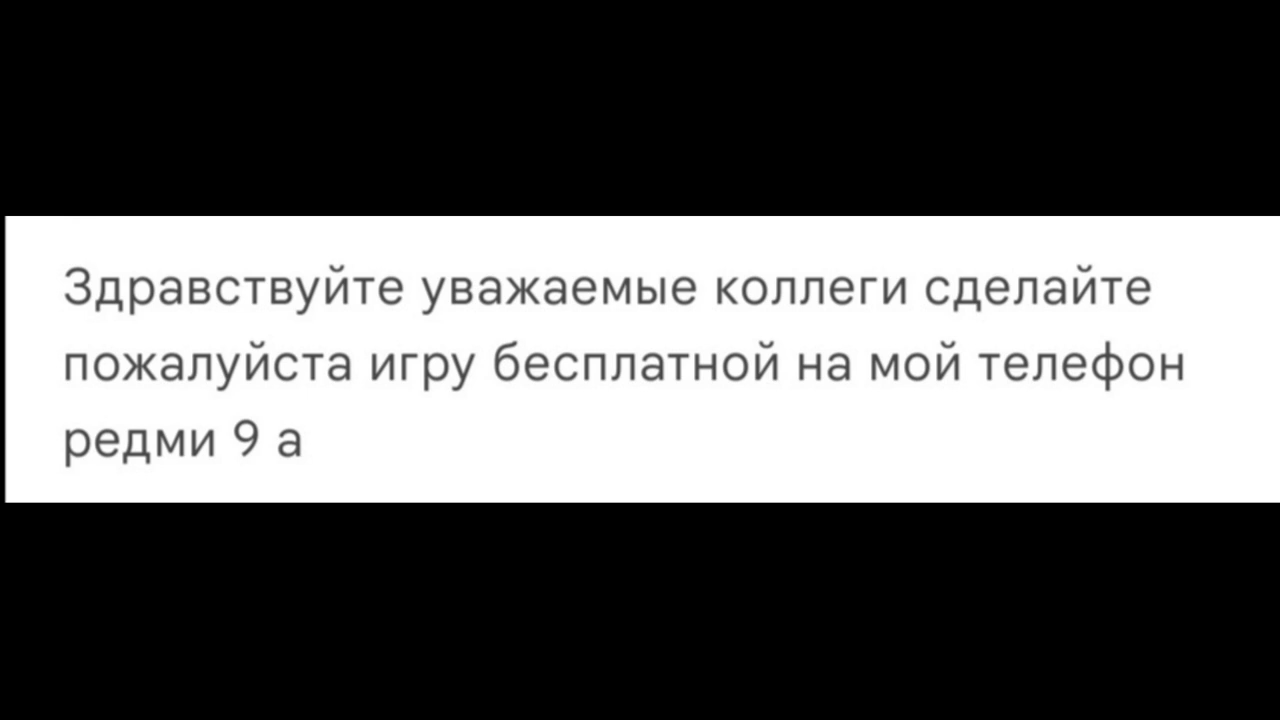 Здравствуйте уважаемые коллеги сделайте
пожалуйста игру бесплатной на мой телефон
редми 9 а